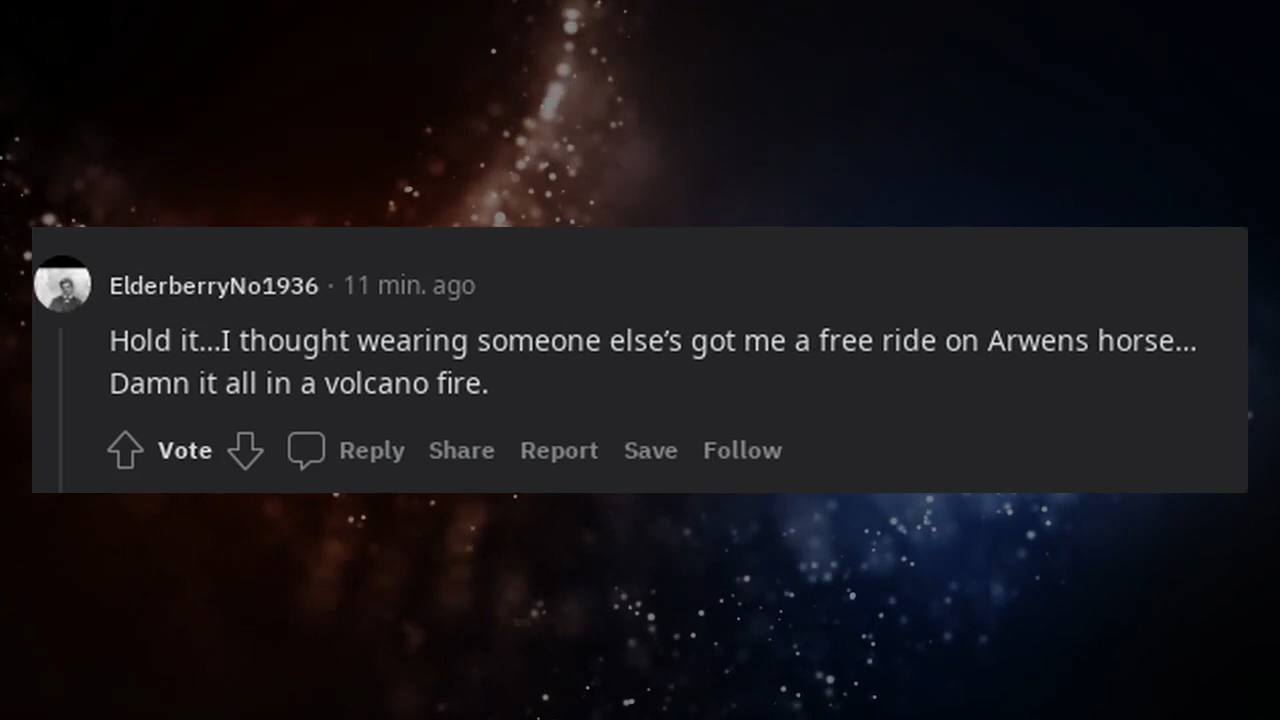 ElderberryNo1936 · 11 min. ago
Hold it...I thought wearing someone else’s got me a free ride on Arwens horse...
Damn it all in a volcano fire.
Vote Reply Share Report Save Follow